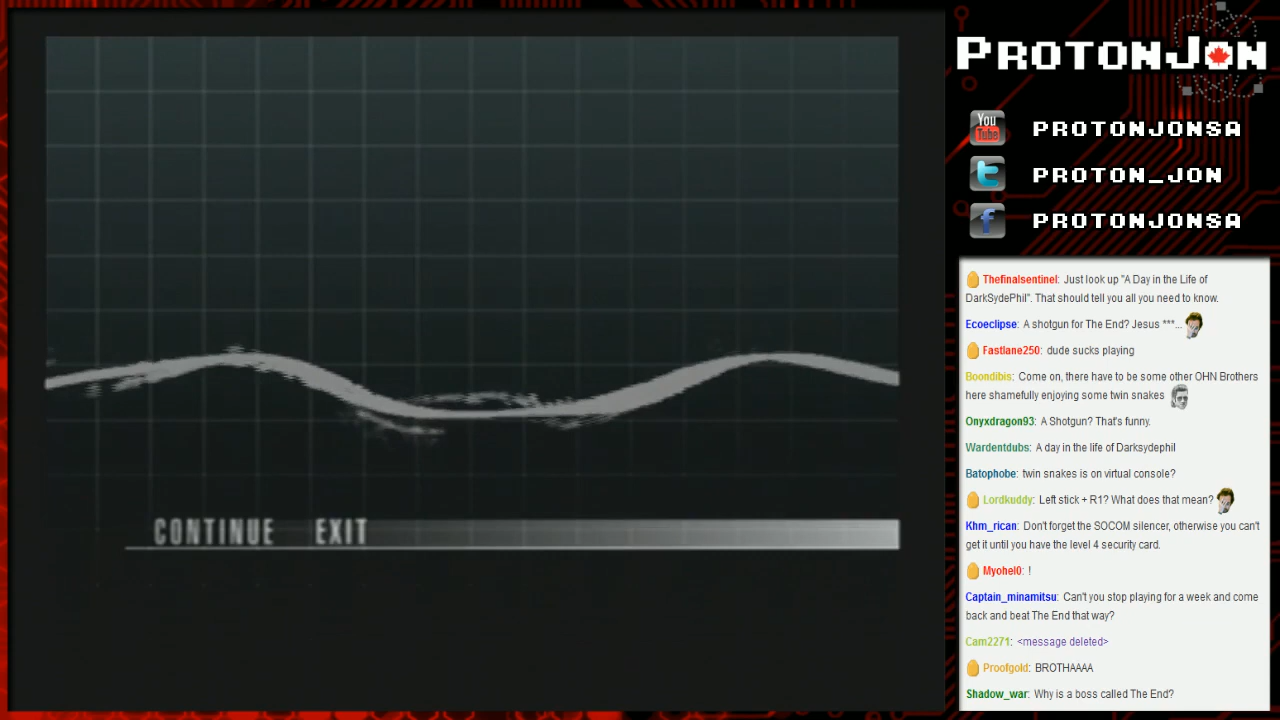 CONTINUE EXIT
PROTONJON
You Tube PROTONJONSA
t PROTON_JON
f PROTONJONSA
Thefinalsentinel: Just look up "A Day in the Life of
DarkSydePhil". That should tell you all you need to know.
Ecoeclipse: A shotgun for The End? Jesus ***...
Fastlane250: dude sucks playing
Boondibis: Come on, there have to be some other OHN Brothers
here shamefully enjoying some twin snakes
Onyxdragon93: A Shotgun? That's funny.
Wardentdubs: A day in the life of Darksydephil
Batophobe: twin snakes is on virtual console?
Lordkuddy: Left stick + R1? What does that mean?
Khm_rican: Don't forget the SOCOM silencer, otherwise you can't
get it until you have the level 4 security card.
Myohel0: !
Captain_minamitsu: Can't you stop playing for a week and come
back and beat The End that way?
Cam2271: <message deleted>
Proofgold: BROTHAAAA
Shadow_war: Why is a boss called The End?